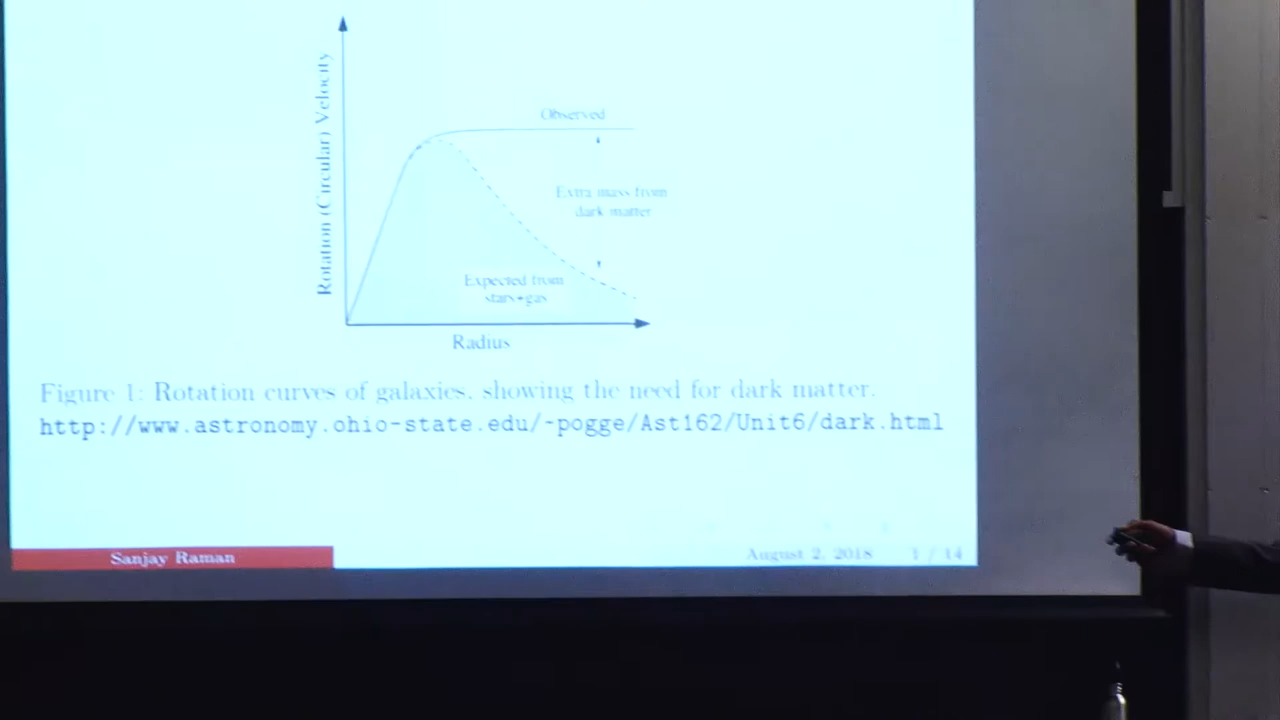 Rotation (Circular) Velocity
Observed
Extra mass from
dark matter
Expected from
stars+gas
Radius
Figure 1: Rotation curves of galaxies, showing the need for dark matter.
http://www.astronomy.ohio-state.edu/~pogge/Ast162/Unit6/dark.html
Sanjay Raman
August 2, 2018
1 / 14